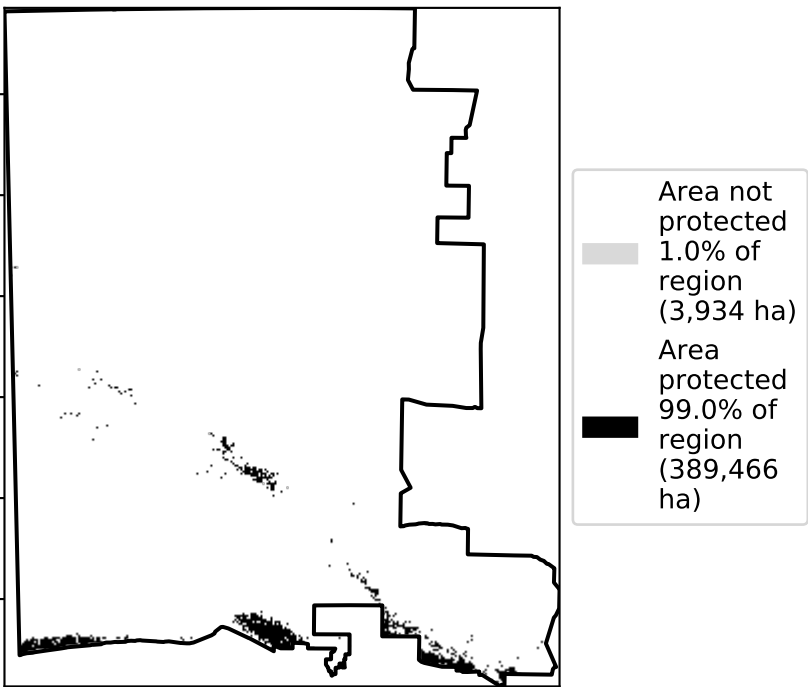 Area not
protected
1.0% of
region
(3,934 ha)
Area
protected
99.0% of
region
(389,466
ha)